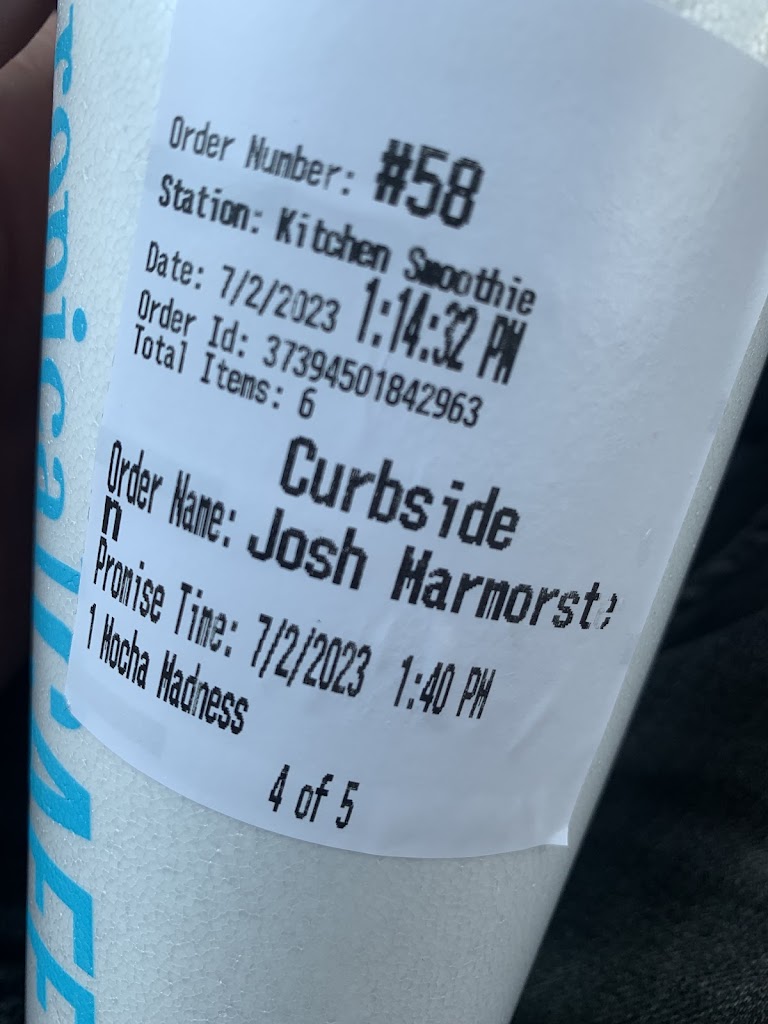 Order Number: #58
Station: Kitchen Smoothie
Date: 7/2/2023 1:14:32 PM
Order Id: 37394501842963
Total Items: 6
Curbside
Order Name: Josh Harmorste
n
Promise Time: 7/2/2023 1:40 PM
1 Mocha Madness
4 of 5
ropical